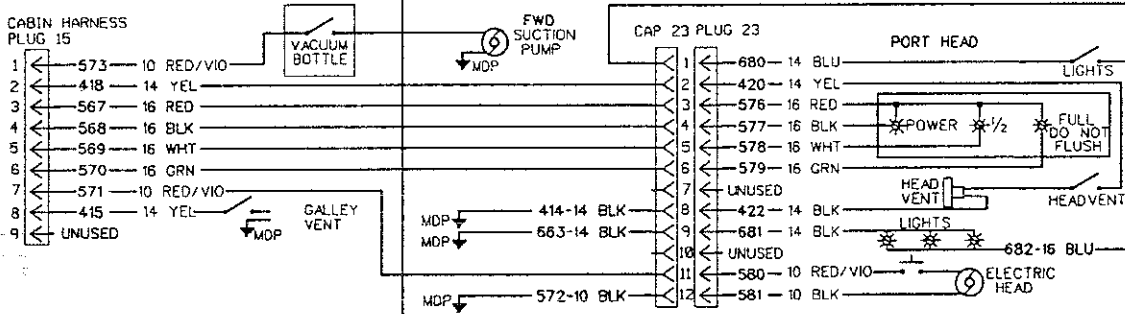 CABIN HARNESS
PLUG 15
1 573 10 RED/VIO
2 418 14 YEL
3 567 16 RED
4 568 16 BLK
5 569 16 WHT
6 570 16 GRN
7 571 10 RED/VIO
8 415 14 YEL
9 UNUSED
VACUUM
BOTTLE
FWD
SUCTION
PUMP
MDP
MDP
GALLEY
VENT
CAP 23 PLUG 23
PORT HEAD
1 680 14 BLU
LIGHTS
2 420 14 YEL
3 576 16 RED
4 577 16 BLK
POWER
1/2
FULL
DO NOT
FLUSH
5 578 16 WHT
6 579 16 GRN
7 UNUSED
HEAD
VENT
HEADVENT
MDP 414-14 BLK
8 422 14 BLK
MDP 663-14 BLK
9 681 14 BLK
LIGHTS
10 UNUSED
682-16 BLU
11 580 10 RED/VIO
ELECTRIC
HEAD
MDP 572-10 BLK
12 581 10 BLK